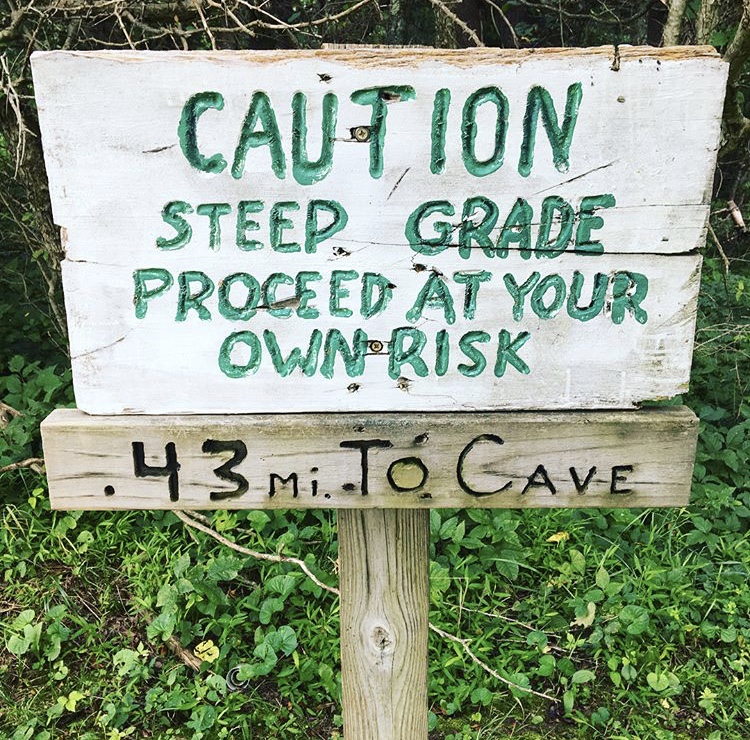 CAUTION
STEEP GRADE
PROCEED AT YOUR
OWN RISK
.43 Mi. To CAVE